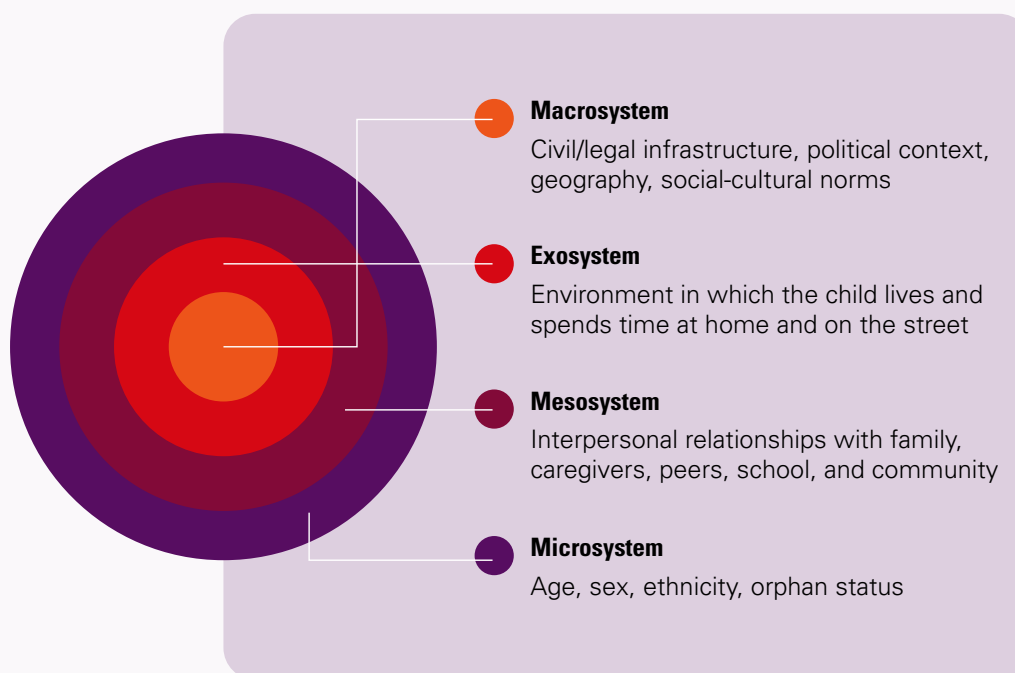 Macrosystem
Civil/legal infrastructure, political context,
geography, social-cultural norms
Exosystem
Environment in which the child lives and
spends time at home and on the street
Mesosystem
Interpersonal relationships with family,
caregivers, peers, school, and community
Microsystem
Age, sex, ethnicity, orphan status